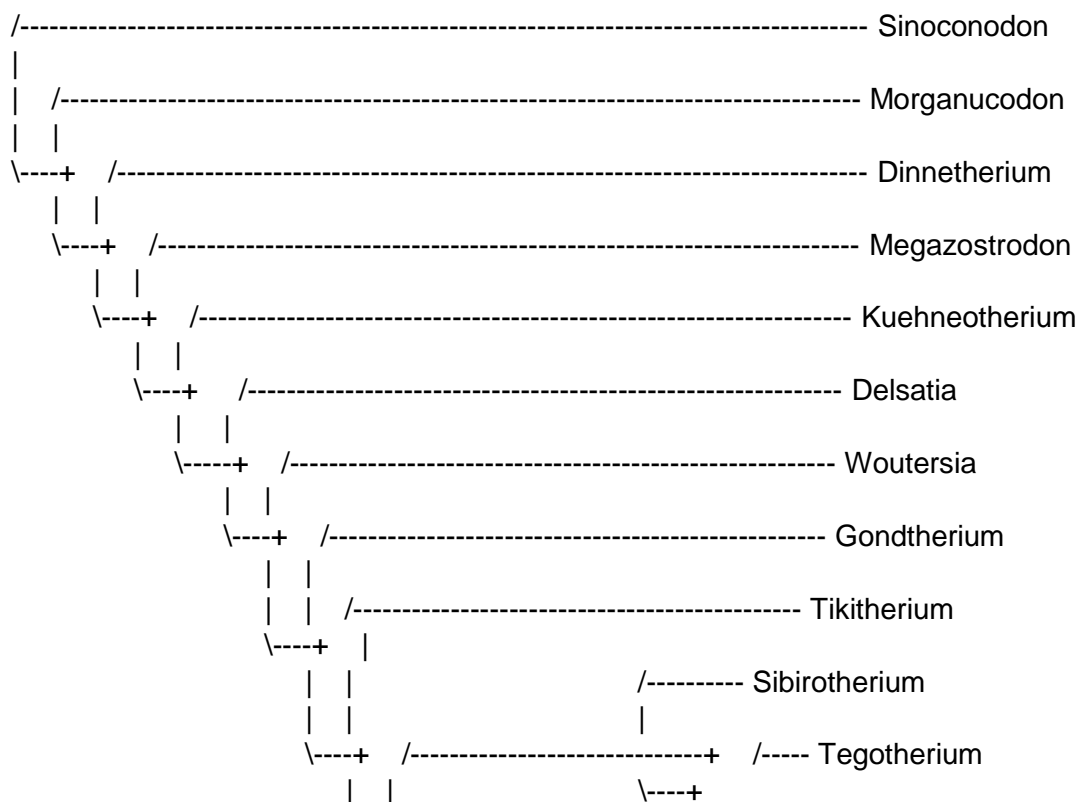 Sinoconodon
Morganucodon
Dinnetherium
Megazostrodon
Kuehneotherium
Delsatia
Woutersia
Gondtherium
Tikitherium
Sibirotherium
Tegotherium